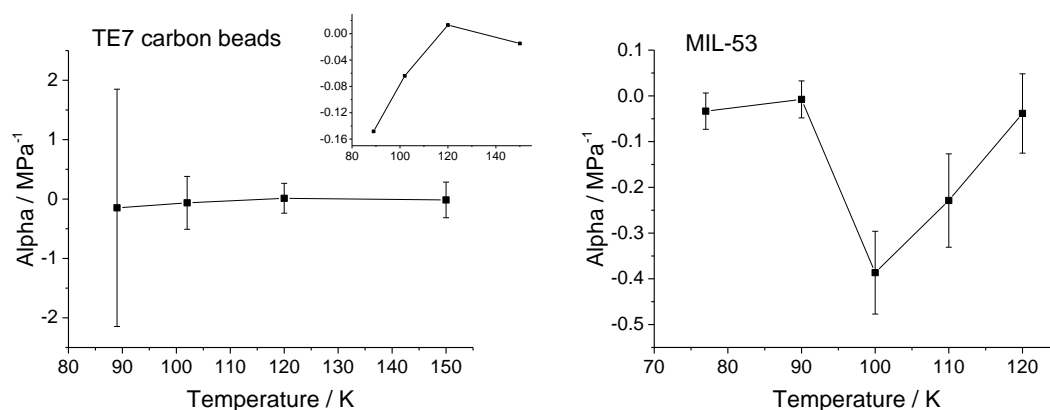 TE7 carbon beads
Alpha / MPa⁻¹
2
1
0
-1
-2
80 90 100 110 120 130 140 150
Temperature / K
0.00
-0.04
-0.08
-0.12
-0.16
80 100 120 140
MIL-53
Alpha / MPa⁻¹
0.1
0.0
-0.1
-0.2
-0.3
-0.4
-0.5
70 80 90 100 110 120
Temperature / K